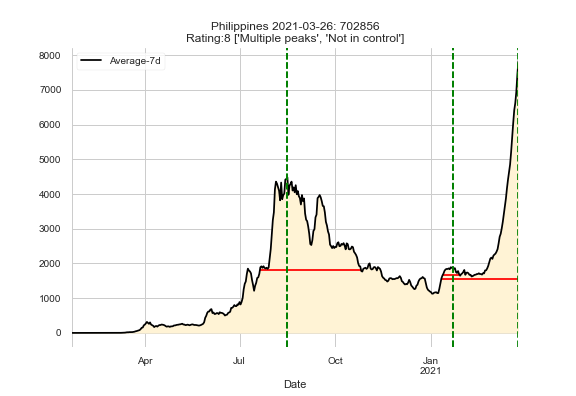 Philippines 2021-03-26: 702856
Rating:8 ['Multiple peaks', 'Not in control']
8000
Average-7d
7000
6000
5000
4000
3000
2000
1000
0
Apr
Jul
Oct
Jan
2021
Date